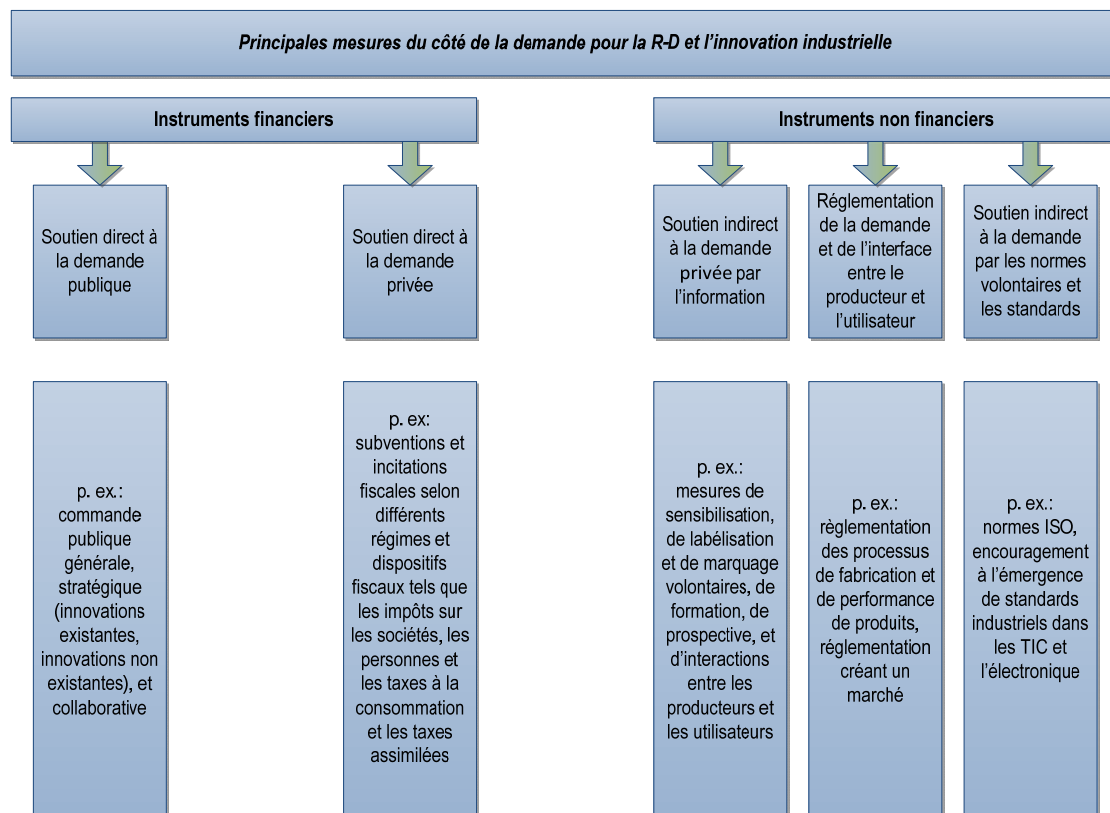 Principales mesures du côté de la demande pour la R-D et l’innovation industrielle
Instruments financiers
Instruments non financiers
Soutien direct à
la demande
publique
Soutien direct à
la demande
privée
Soutien indirect
à la demande
privée par
l’information
Réglementation
de la demande
et de l’interface
entre le
producteur et
l’utilisateur
Soutien indirect
à la demande
par les normes
volontaires et
les standards
p. ex.:
commande
publique
générale,
stratégique
(innovations
existantes,
innovations non
existantes), et
collaborative
p. ex:
subventions et
incitations
fiscales selon
différents
régimes et
dispositifs
fiscaux tels que
les impôts sur
les sociétés, les
personnes et
les taxes à la
consommation
et les taxes
assimilées
p. ex.:
mesures de
sensibilisation,
de labélisation
et de marquage
volontaires, de
formation, de
prospective, et
d’interactions
entre les
producteurs et
les utilisateurs
p. ex.:
règlementation
des processus
de fabrication et
de performance
de produits,
réglementation
créant un
marché
p. ex.:
normes ISO,
encouragement
à l’émergence
de standards
industriels dans
les TIC et
l’électronique